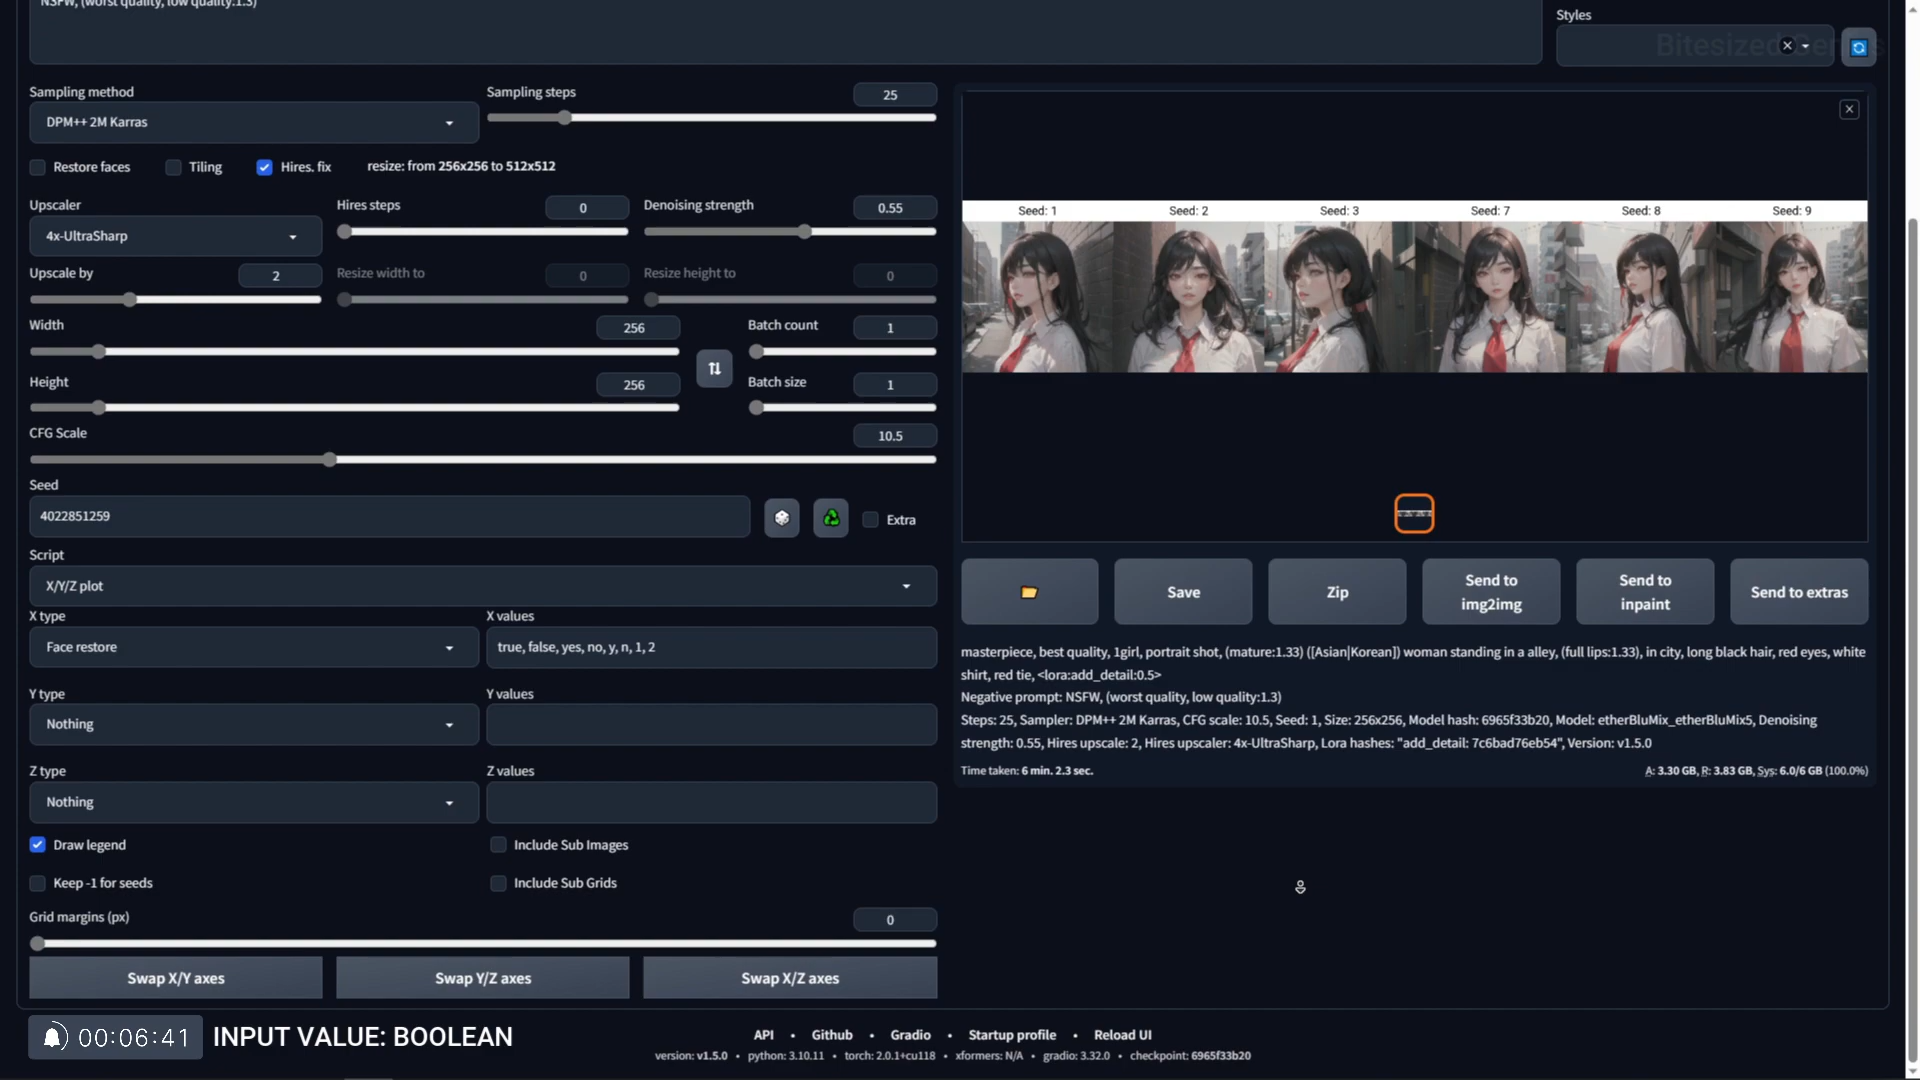 NSFW, (worst quality, low quality:1.3)
Styles
Sampling method
Sampling steps
25
DPM++ 2M Karras
Restore faces
Tiling
Hires. fix
resize: from 256x256 to 512x512
Upscaler
Hires steps
0
Denoising strength
0.55
4x-UltraSharp
Upscale by
2
Resize width to
0
Resize height to
0
Width
256
Batch count
1
Height
256
Batch size
1
CFG Scale
10.5
Seed
4022851259
Extra
Script
X/Y/Z plot
X type
X values
Face restore
true, false, yes, no, y, n, 1, 2
Y type
Y values
Nothing
Z type
Z values
Nothing
Draw legend
Include Sub Images
Keep -1 for seeds
Include Sub Grids
Grid margins (px)
0
Swap X/Y axes
Swap Y/Z axes
Swap X/Z axes
Seed: 1
Seed: 2
Seed: 3
Seed: 7
Seed: 8
Seed: 9
Save
Zip
Send to
img2img
Send to
inpaint
Send to extras
masterpiece, best quality, 1girl, portrait shot, (mature:1.33) ([Asian|Korean]) woman standing in a alley, (full lips:1.33), in city, long black hair, red eyes, white
shirt, red tie, <lora:add_detail:0.5>
Negative prompt: NSFW, (worst quality, low quality:1.3)
Steps: 25, Sampler: DPM++ 2M Karras, CFG scale: 10.5, Seed: 1, Size: 256x256, Model hash: 6965f33b20, Model: etherBluMix_etherBluMix5, Denoising
strength: 0.55, Hires upscale: 2, Hires upscaler: 4x-UltraSharp, Lora hashes: "add_detail: 7c6bad76eb54", Version: v1.5.0
Time taken: 6 min. 2.3 sec.
A: 3.30 GB, R: 3.83 GB, Sys: 6.0/6 GB (100.0%)
00:06:41
INPUT VALUE: BOOLEAN
API • Github • Gradio • Startup profile • Reload UI
version: v1.5.0 • python: 3.10.11 • torch: 2.0.1+cu118 • xformers: N/A • gradio: 3.32.0 • checkpoint: 6965f33b20